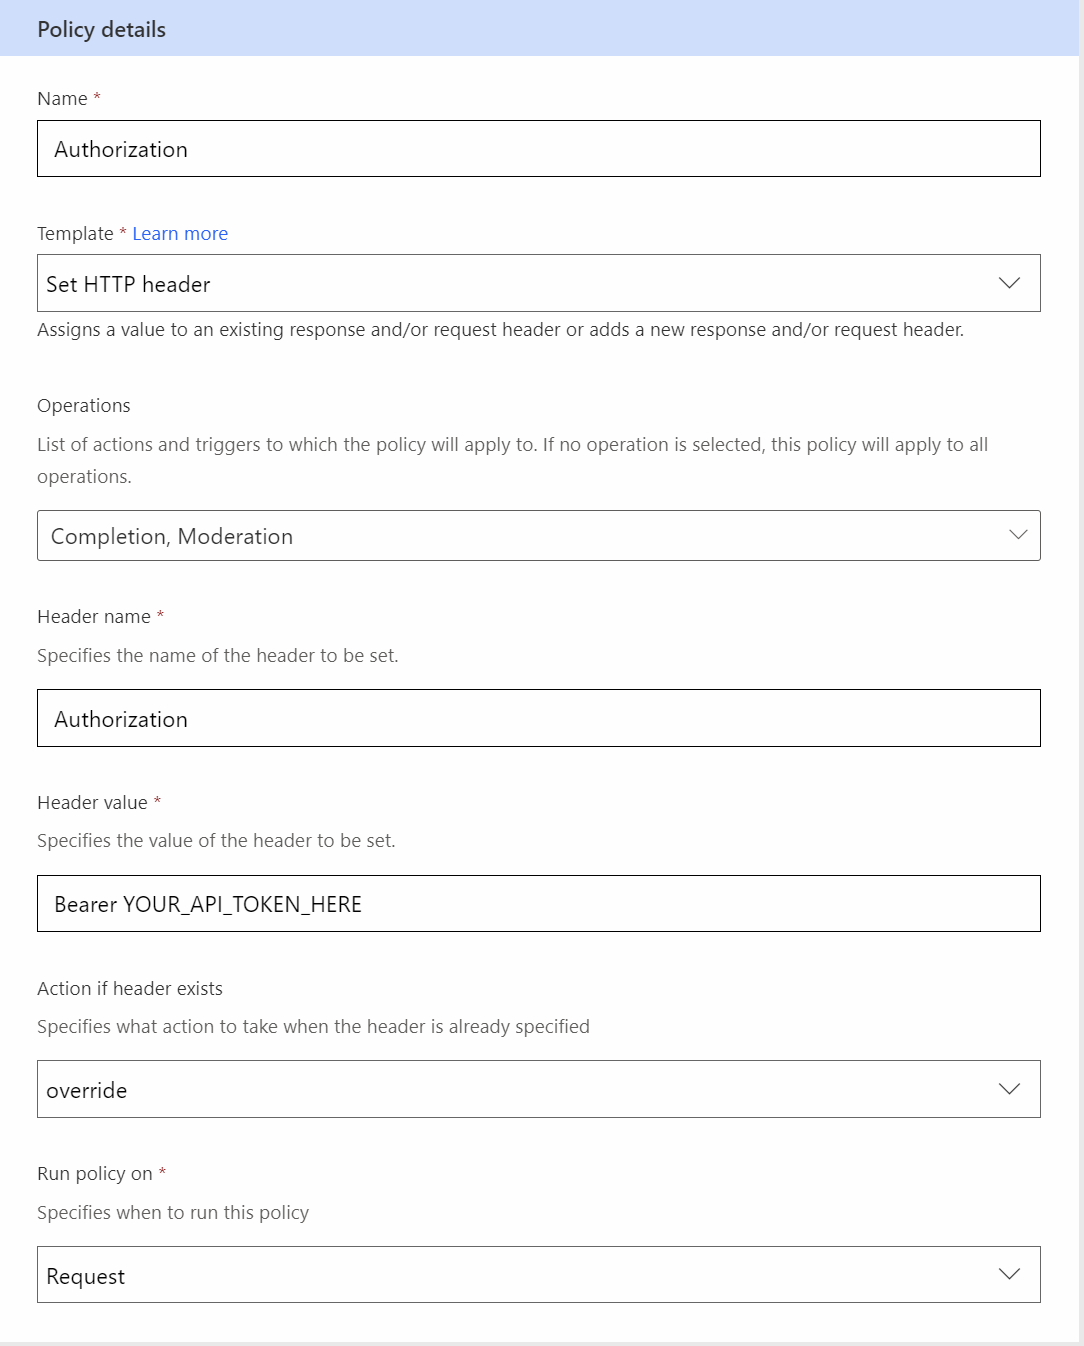 Policy details
Name *
Authorization
Template * Learn more
Set HTTP header
Assigns a value to an existing response and/or request header or adds a new response and/or request header.
Operations
List of actions and triggers to which the policy will apply to. If no operation is selected, this policy will apply to all
operations.
Completion, Moderation
Header name *
Specifies the name of the header to be set.
Authorization
Header value *
Specifies the value of the header to be set.
Bearer YOUR_API_TOKEN_HERE
Action if header exists
Specifies what action to take when the header is already specified
override
Run policy on *
Specifies when to run this policy
Request